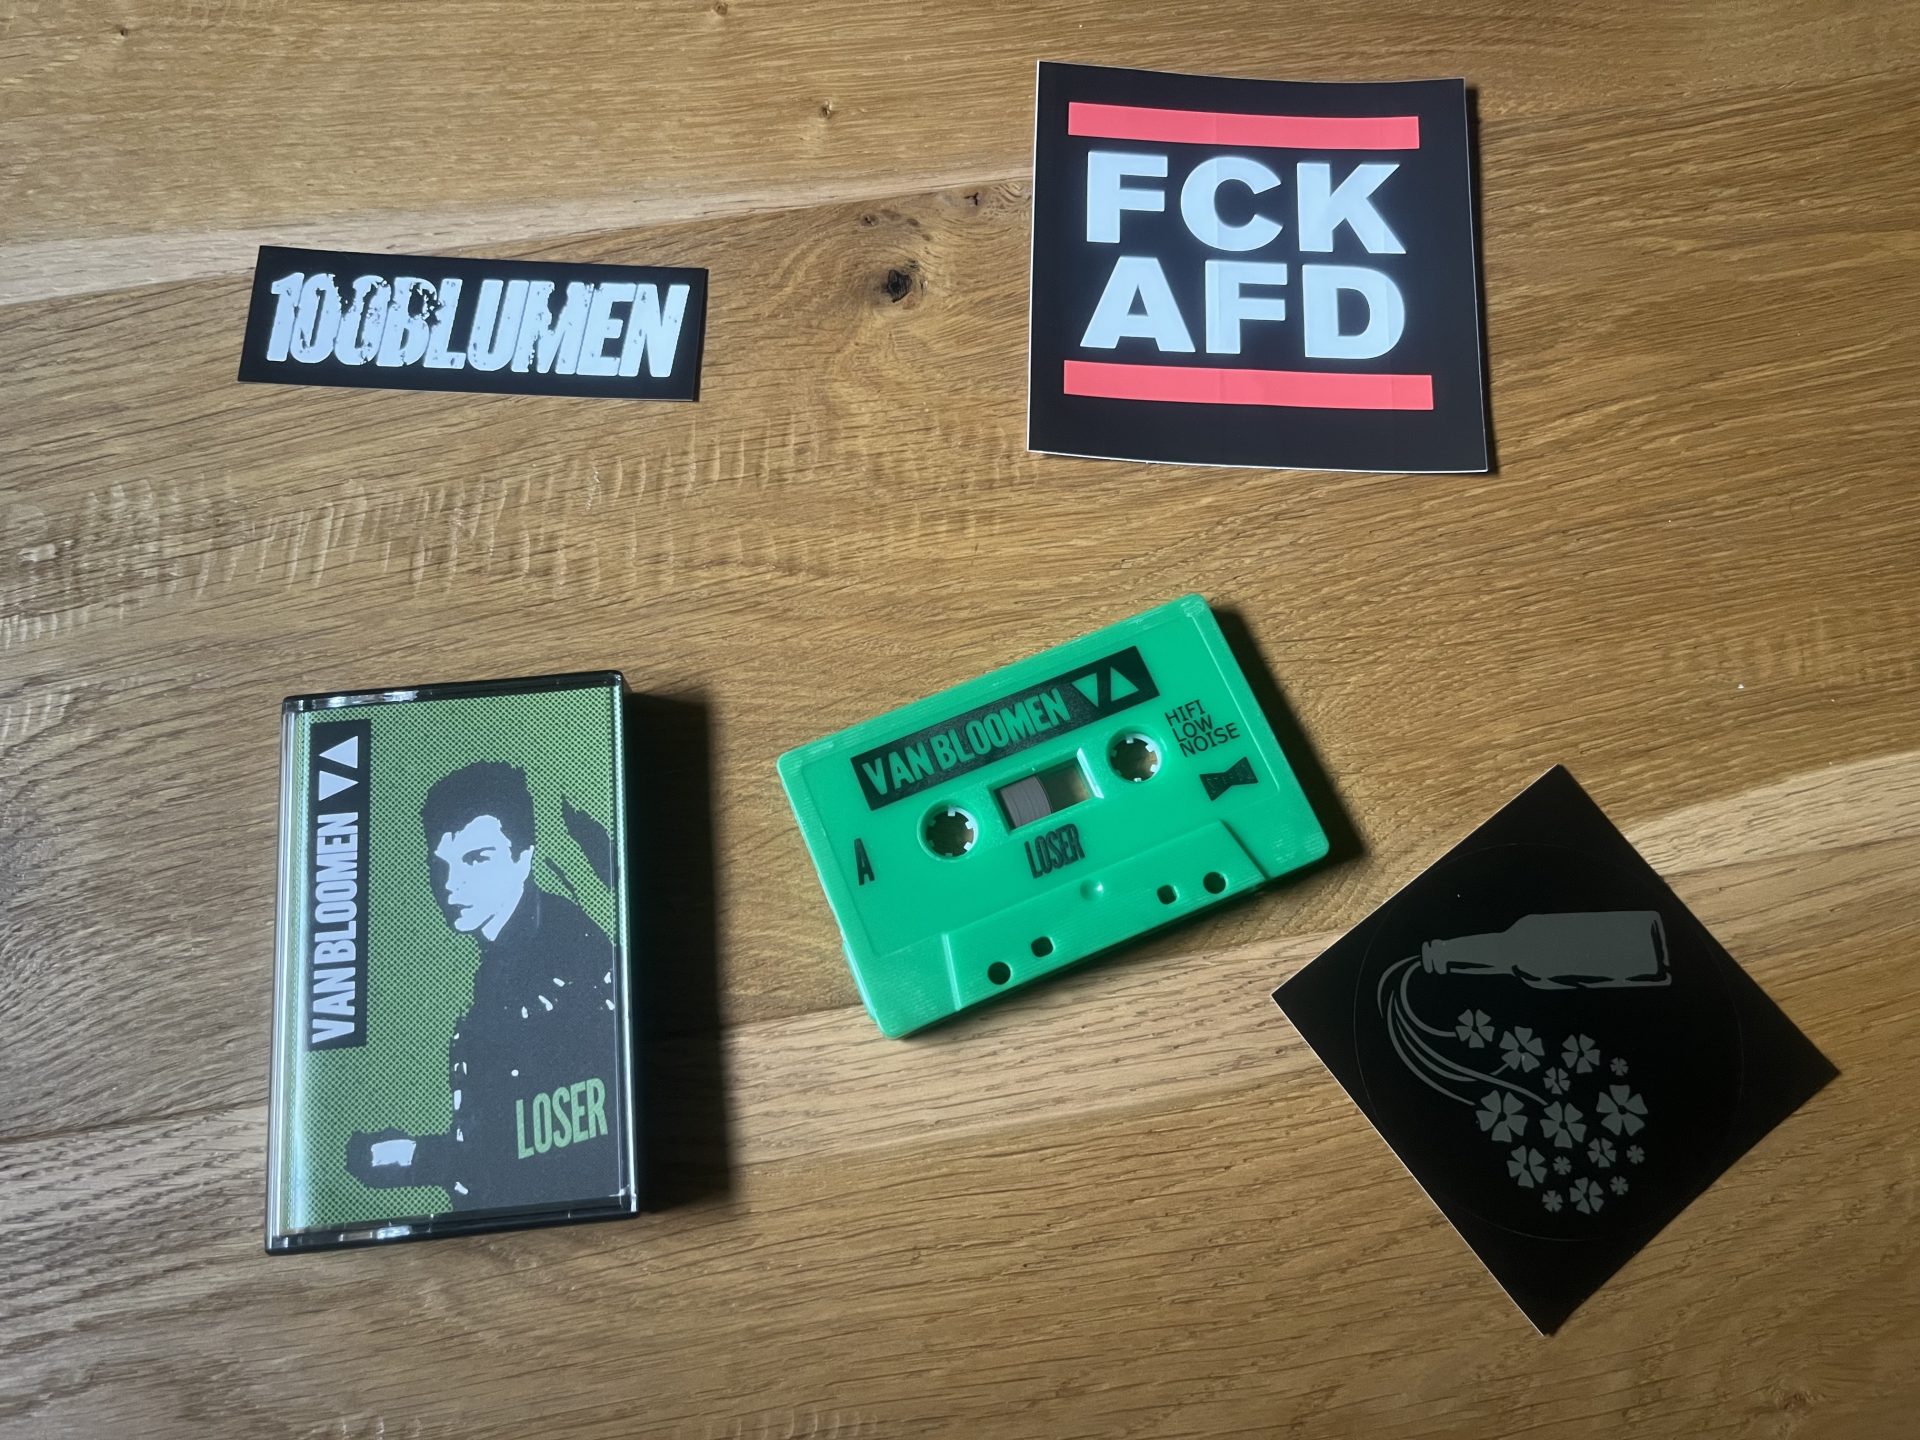 100BLUMEN
FCK
AFD
VAN BLOOMEN
LOSER
VAN BLOOMEN
HIFI
LOW
NOISE
A
LOSER